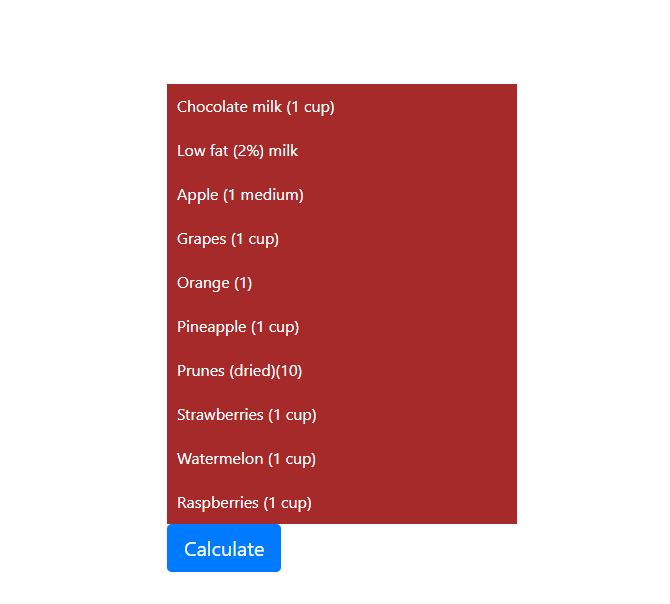 Chocolate milk (1 cup)
Low fat (2%) milk
Apple (1 medium)
Grapes (1 cup)
Orange (1)
Pineapple (1 cup)
Prunes (dried)(10)
Strawberries (1 cup)
Watermelon (1 cup)
Raspberries (1 cup)
Calculate